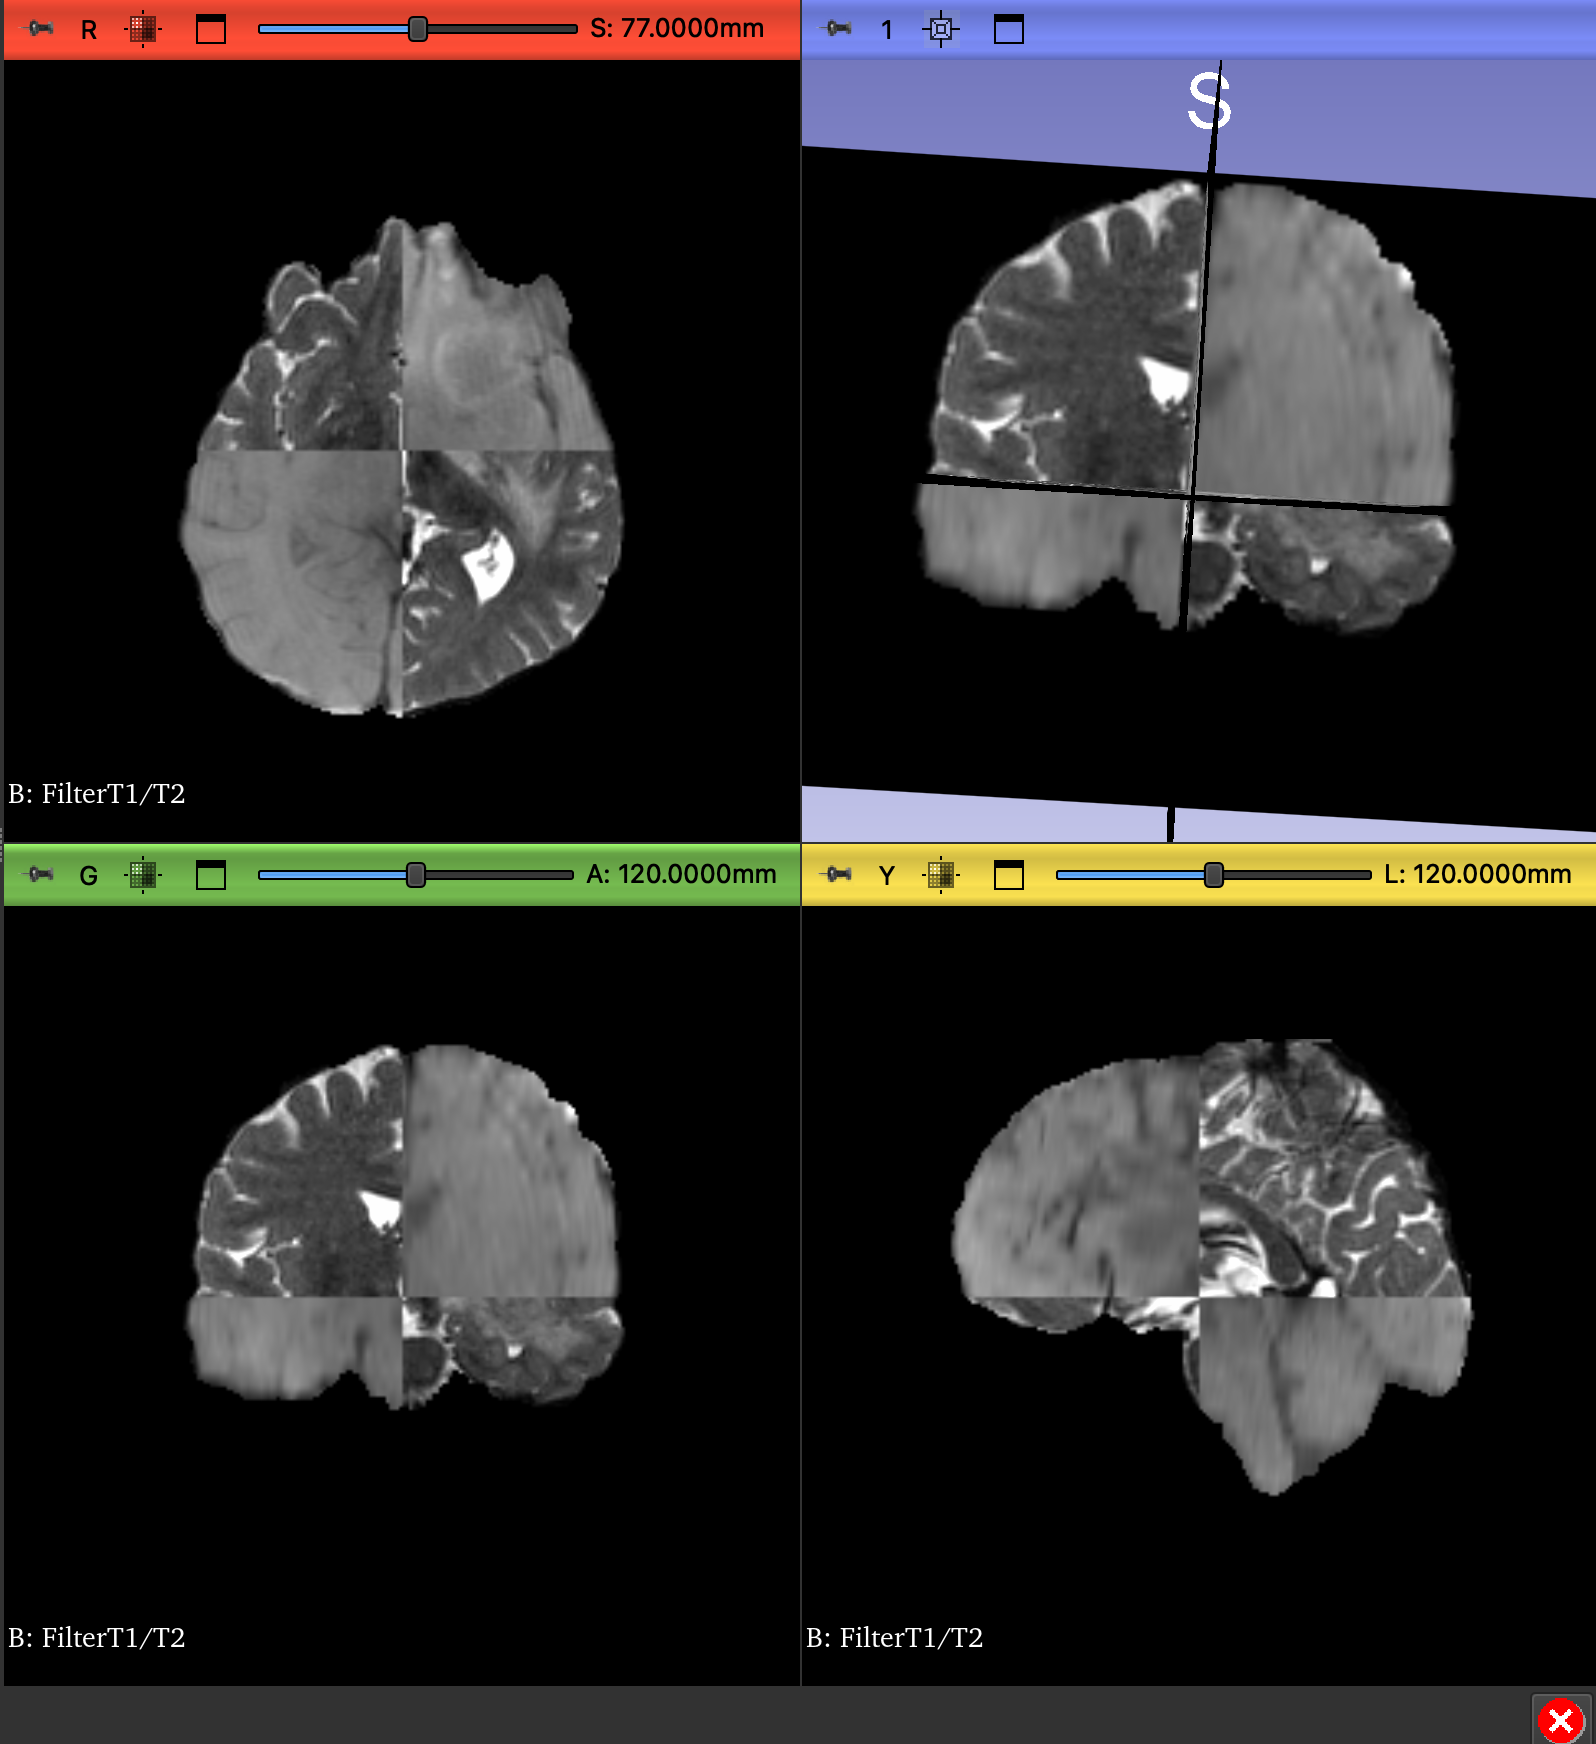 R S: 77.0000mm
1
S
B: FilterT1/T2
G A: 120.0000mm
Y L: 120.0000mm
B: FilterT1/T2
B: FilterT1/T2